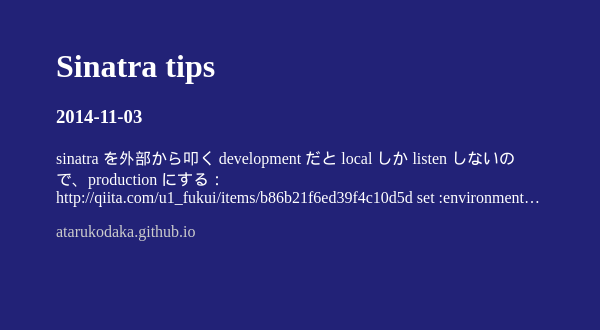 Sinatra tips
2014-11-03
sinatra を外部から叩く development だと local しか listen しないの
で、production にする：
http://qiita.com/u1_fukui/items/b86b21f6ed39f4c10d5d set :environment…
atarukodaka.github.io